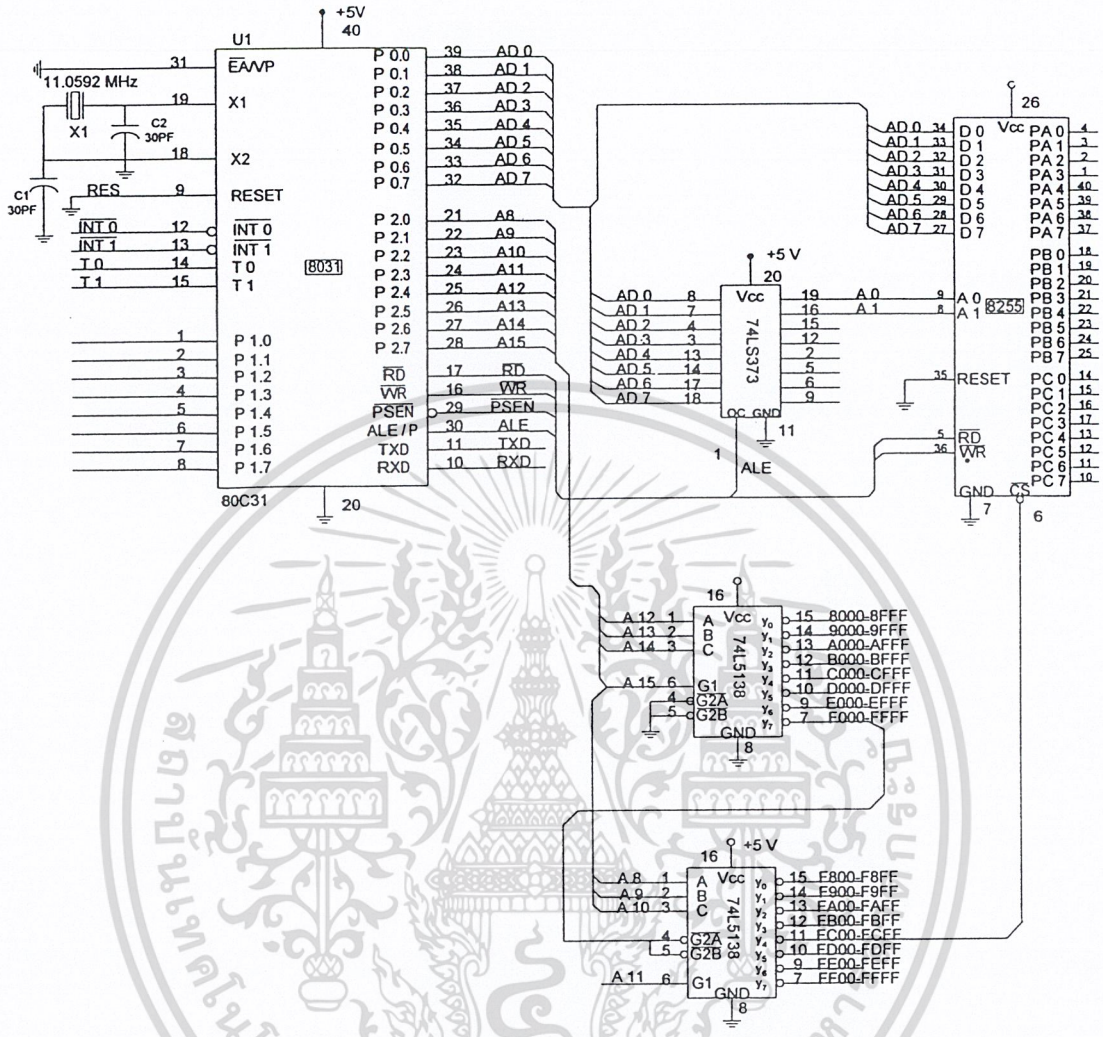 +5V
40
U1
31 EA/VP P 0.0 39 AD 0
11.0592 MHz P 0.1 38 AD 1
19 X1 P 0.2 37 AD 2
X1 P 0.3 36 AD 3
C2 30PF P 0.4 35 AD 4
18 X2 P 0.5 34 AD 5
P 0.6 33 AD 6
C1 30PF RES 9 RESET P 0.7 32 AD 7
INT 0 12 INT 0 P 2.0 21 A8
INT 1 13 INT 1 P 2.1 22 A9
T 0 14 T 0 P 2.2 23 A10
T 1 15 T 1 8031 P 2.3 24 A11
P 2.4 25 A12
P 2.5 26 A13
P 2.6 27 A14
P 2.7 28 A15
1 P 1.0 RD 17 RD
2 P 1.1 WR 16 WR
3 P 1.2 PSEN 29 PSEN
4 P 1.3 ALE / P 30 ALE
5 P 1.4 TXD 11 TXD
6 P 1.5 RXD 10 RXD
7 P 1.6
8 P 1.7
80C31
20
+5 V
20
AD 0 8 Vcc 19 A 0
AD 1 7 16 A 1
AD 2 4 15
AD 3 3 12
AD 4 13 2
AD 5 14 5
AD 6 17 6
AD 7 18 9
74LS373
OC GND
11
1
ALE
26
Vcc
AD 0 34 D 0 PA 0 4
AD 1 33 D 1 PA 1 3
AD 2 32 D 2 PA 2 2
AD 3 31 D 3 PA 3 1
AD 4 30 D 4 PA 4 40
AD 5 29 D 5 PA 5 39
AD 6 28 D 6 PA 6 38
AD 7 27 D 7 PA 7 37
PB 0 18
PB 1 19
PB 2 20
9 A 0 8255 PB 3 21
8 A 1 PB 4 22
PB 5 23
PB 6 24
PB 7 25
35 RESET PC 0 14
PC 1 15
PC 2 16
PC 3 17
5 RD PC 4 13
36 WR PC 5 12
PC 6 11
PC 7 10
GND CS
7 6
16
Vcc
A 12 1 A y0 15 8000-8FFF
A 13 2 B y1 14 9000-9FFF
A 14 3 C y2 13 A000-AFFF
y3 12 B000-BFFF
y4 11 C000-CFFF
A 15 6 G1 y5 10 D000-DFFF
4 G2A y6 9 E000-EFFF
5 G2B y7 7 F000-FFFF
74L5138
GND
8
+5 V
16
Vcc
A 8 1 A y0 15 F800-F8FF
A 9 2 B y1 14 F900-F9FF
A 10 3 C y2 13 FA00-FAFF
y3 12 FB00-FBFF
4 G2A y4 11 FC00-FCFF
5 G2B y5 10 FD00-FDFF
y6 9 FE00-FEFF
A 11 6 G1 y7 7 FF00-FFFF
74L5138
GND
8